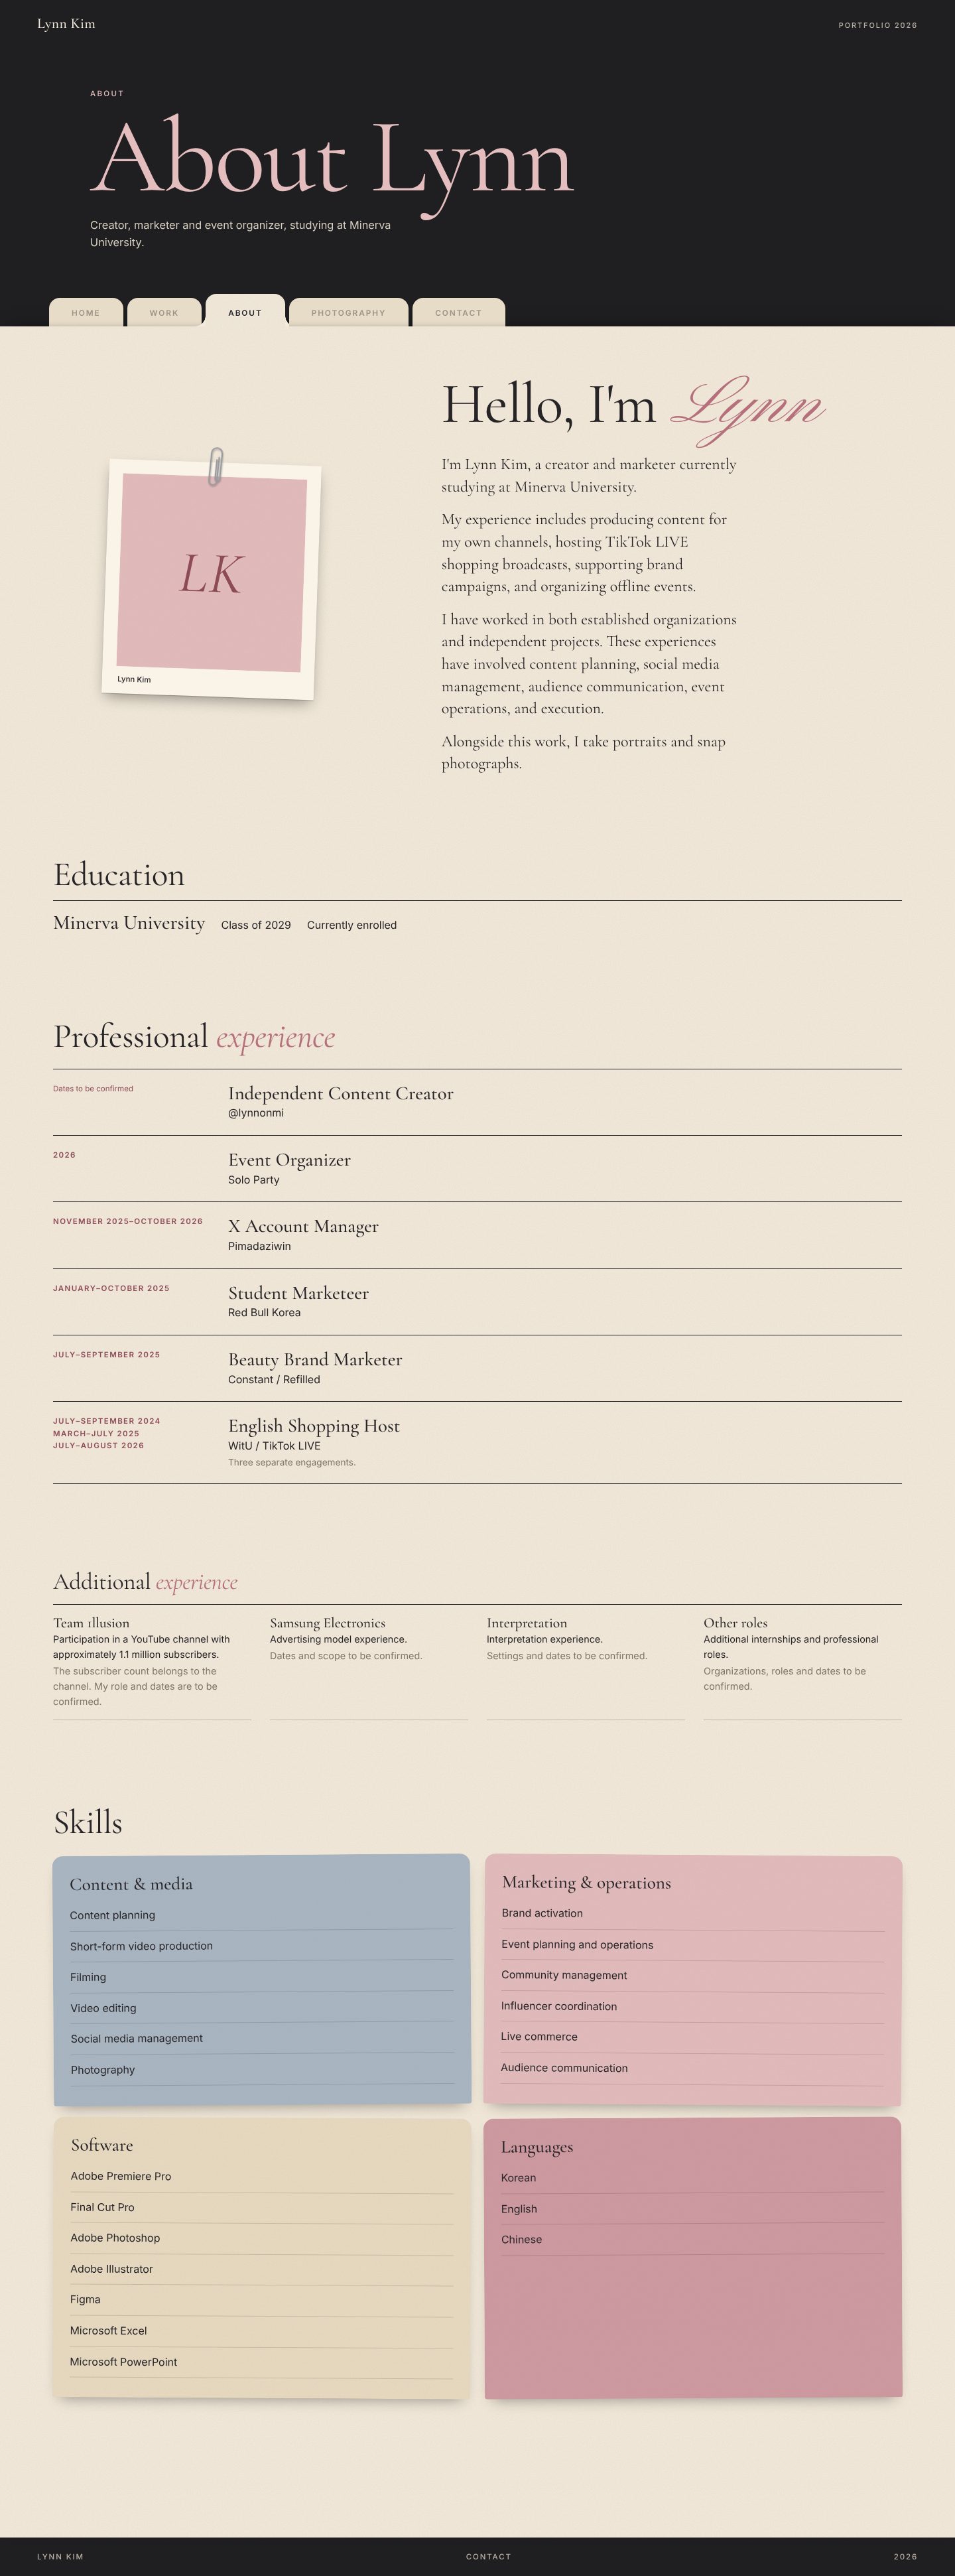 Lynn Kim
PORTFOLIO 2026
ABOUT
About Lynn
Creator, marketer and event organizer, studying at Minerva
University.
HOME
WORK
ABOUT
PHOTOGRAPHY
CONTACT
Hello, I'm Lynn
LK
Lynn Kim
I'm Lynn Kim, a creator and marketer currently
studying at Minerva University.
My experience includes producing content for
my own channels, hosting TikTok LIVE
shopping broadcasts, supporting brand
campaigns, and organizing offline events.
I have worked in both established organizations
and independent projects. These experiences
have involved content planning, social media
management, audience communication, event
operations, and execution.
Alongside this work, I take portraits and snap
photographs.
Education
Minerva University Class of 2029 Currently enrolled
Professional experience
Dates to be confirmed
Independent Content Creator
@lynnonmi
2026
Event Organizer
Solo Party
NOVEMBER 2025–OCTOBER 2026
X Account Manager
Pimadaziwin
JANUARY–OCTOBER 2025
Student Marketeer
Red Bull Korea
JULY–SEPTEMBER 2025
Beauty Brand Marketer
Constant / Refilled
JULY–SEPTEMBER 2024
MARCH–JULY 2025
JULY–AUGUST 2026
English Shopping Host
WitU / TikTok LIVE
Three separate engagements.
Additional experience
Team 1llusion
Participation in a YouTube channel with
approximately 1.1 million subscribers.
The subscriber count belongs to the
channel. My role and dates are to be
confirmed.
Samsung Electronics
Advertising model experience.
Dates and scope to be confirmed.
Interpretation
Interpretation experience.
Settings and dates to be confirmed.
Other roles
Additional internships and professional
roles.
Organizations, roles and dates to be
confirmed.
Skills
Content & media
Content planning
Short-form video production
Filming
Video editing
Social media management
Photography
Marketing & operations
Brand activation
Event planning and operations
Community management
Influencer coordination
Live commerce
Audience communication
Software
Adobe Premiere Pro
Final Cut Pro
Adobe Photoshop
Adobe Illustrator
Figma
Microsoft Excel
Microsoft PowerPoint
Languages
Korean
English
Chinese
LYNN KIM
CONTACT
2026